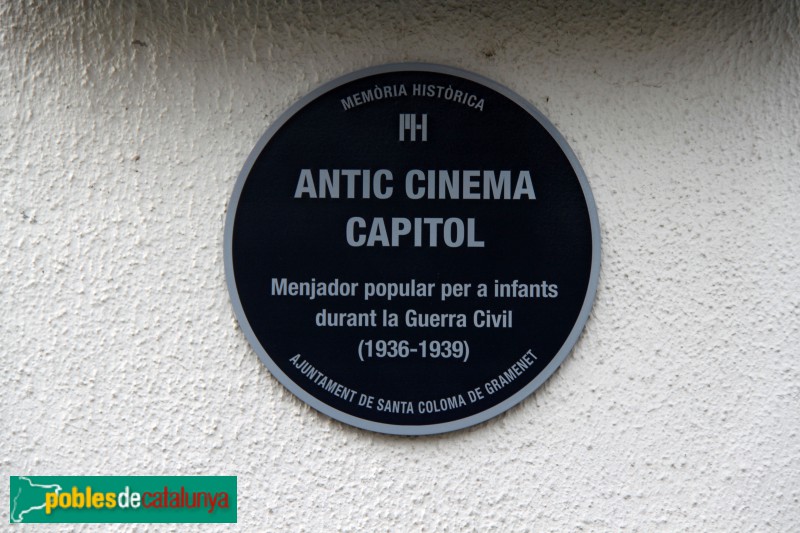 MEMÒRIA HISTÒRICA
MH
ANTIC CINEMA
CAPITOL
Menjador popular per a infants
durant la Guerra Civil
(1936-1939)
AJUNTAMENT DE SANTA COLOMA DE GRAMENET
poblesdecatalunya